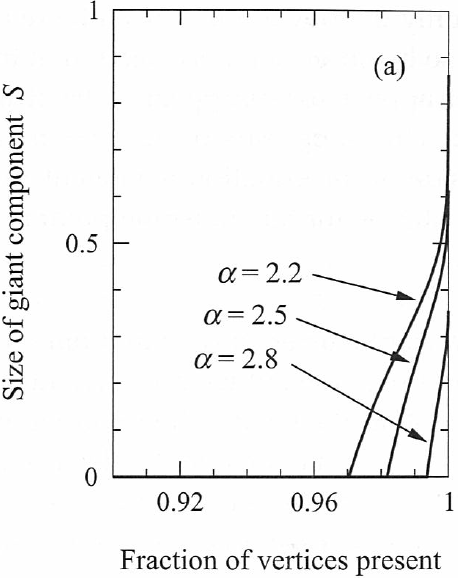 1
(a)
Size of giant component S
0.5
α = 2.2
α = 2.5
α = 2.8
0
0.92
0.96
1
Fraction of vertices present